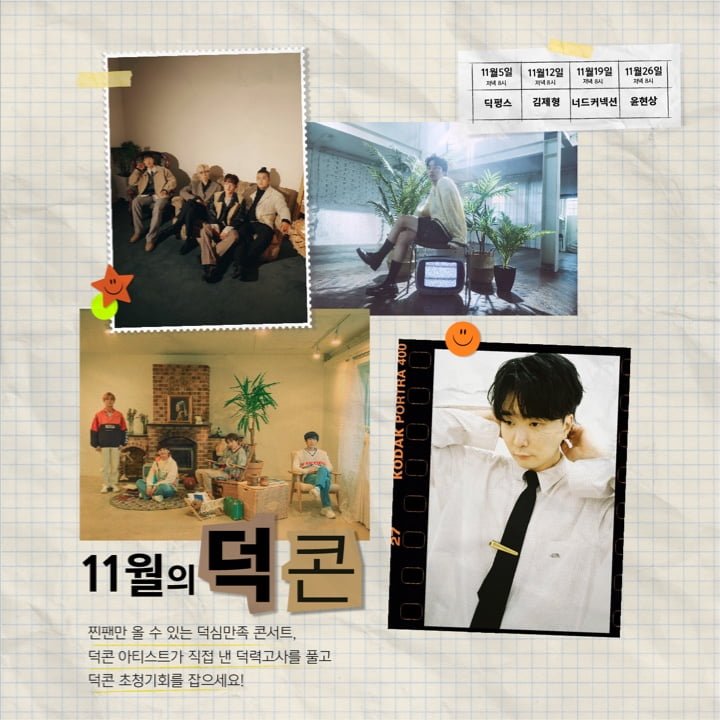 11월5일 11월12일 11월19일 11월26일
저녁 8시 저녁 8시 저녁 8시 저녁 8시
딕펑스 김제형 너드커넥션 윤현상
KODAK PORTRA 400
27
11월의 덕콘
찐팬만 올 수 있는 덕심만족 콘서트,
덕콘 아티스트가 직접 낸 덕력고사를 풀고
덕콘 초청기회를 잡으세요!